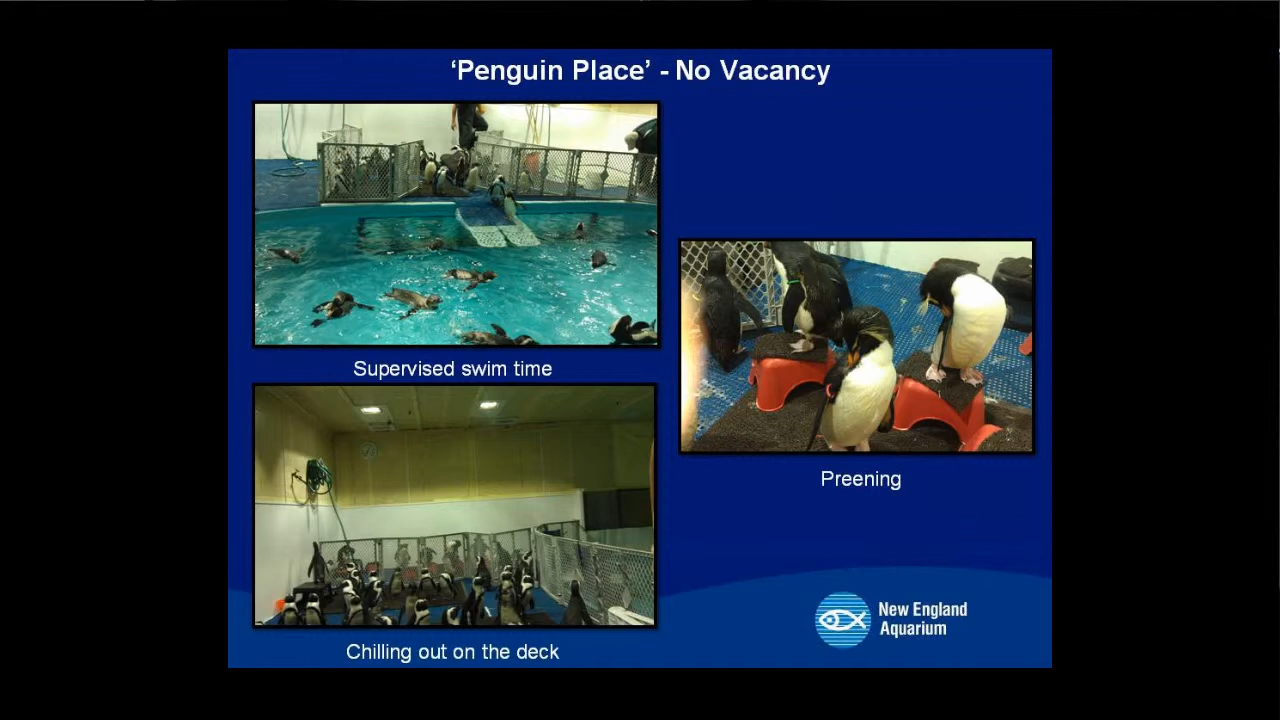 ‘Penguin Place’ - No Vacancy
Supervised swim time
Preening
Chilling out on the deck
New England
Aquarium